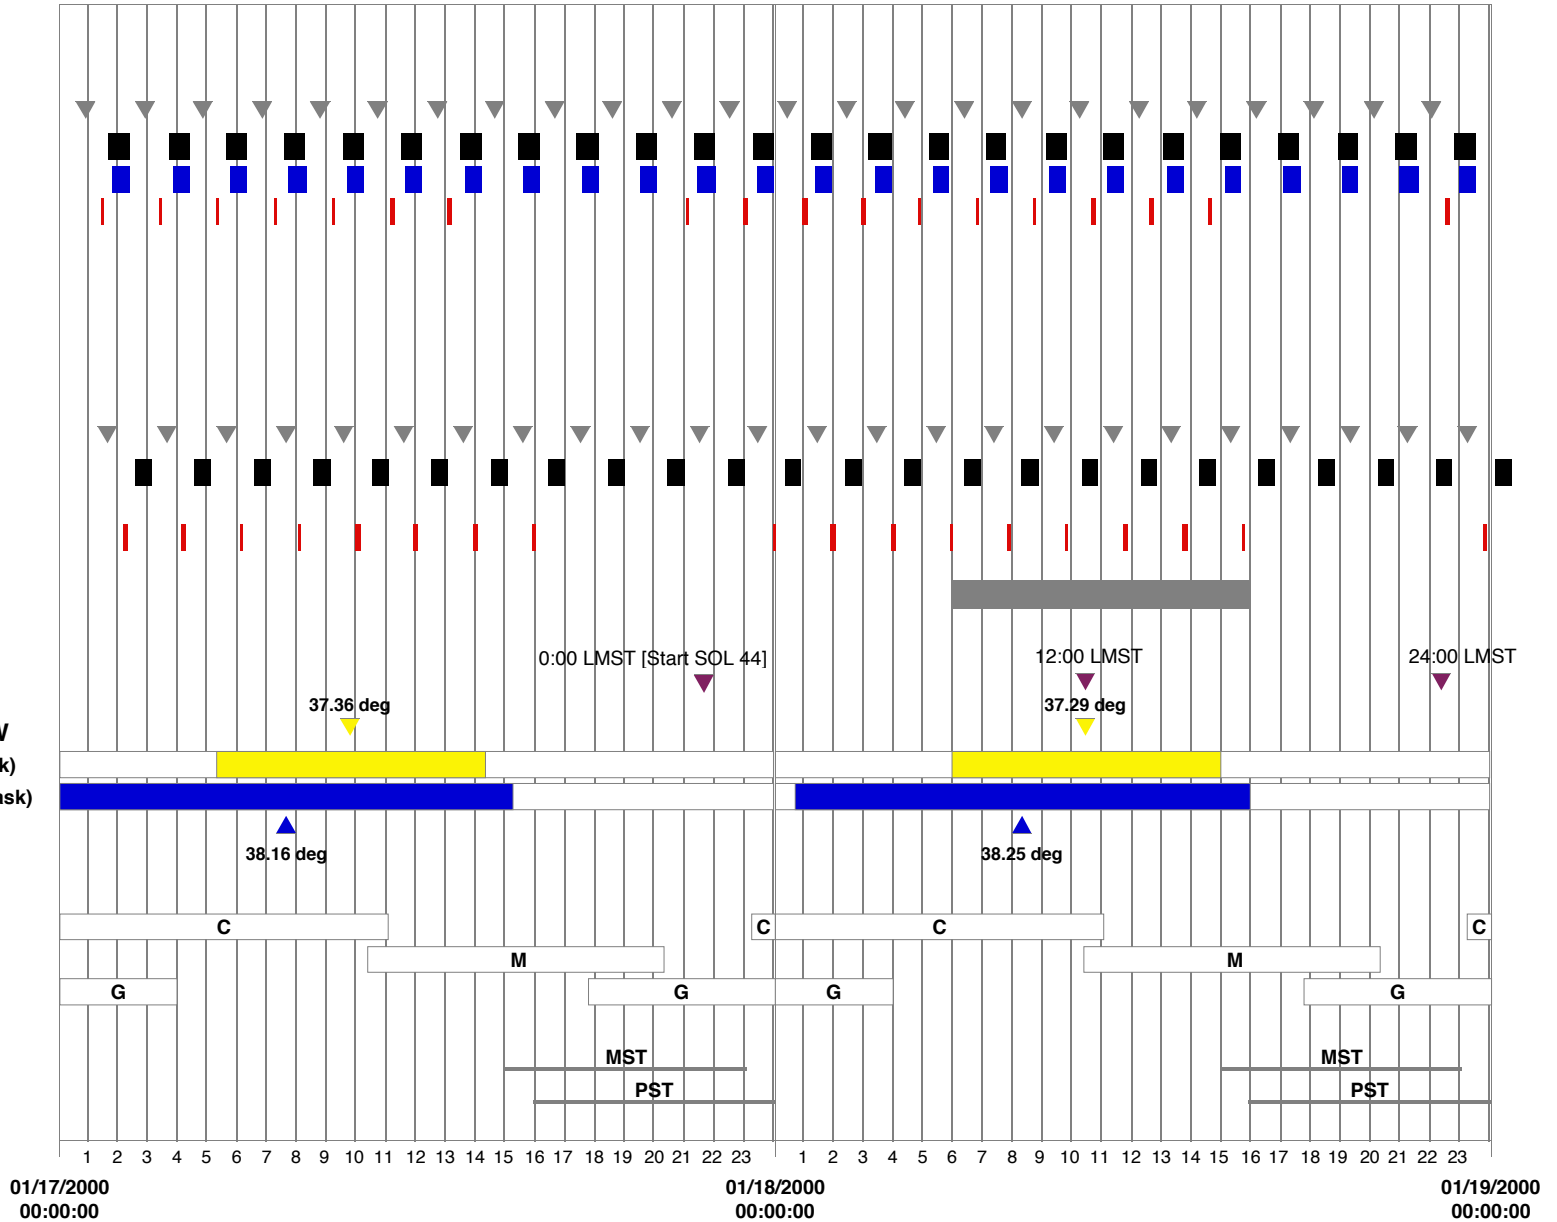 0:00 LMST [Start SOL 44]
12:00 LMST
24:00 LMST
37.36 deg
37.29 deg
k)
ask)
38.16 deg
38.25 deg
C C C C
M M
G G G G
MST MST
PST PST
1 2 3 4 5 6 7 8 9 10 11 12 13 14 15 16 17 18 19 20 21 22 23 1 2 3 4 5 6 7 8 9 10 11 12 13 14 15 16 17 18 19 20 21 22 23
01/17/2000 01/18/2000 01/19/2000
00:00:00 00:00:00 00:00:00